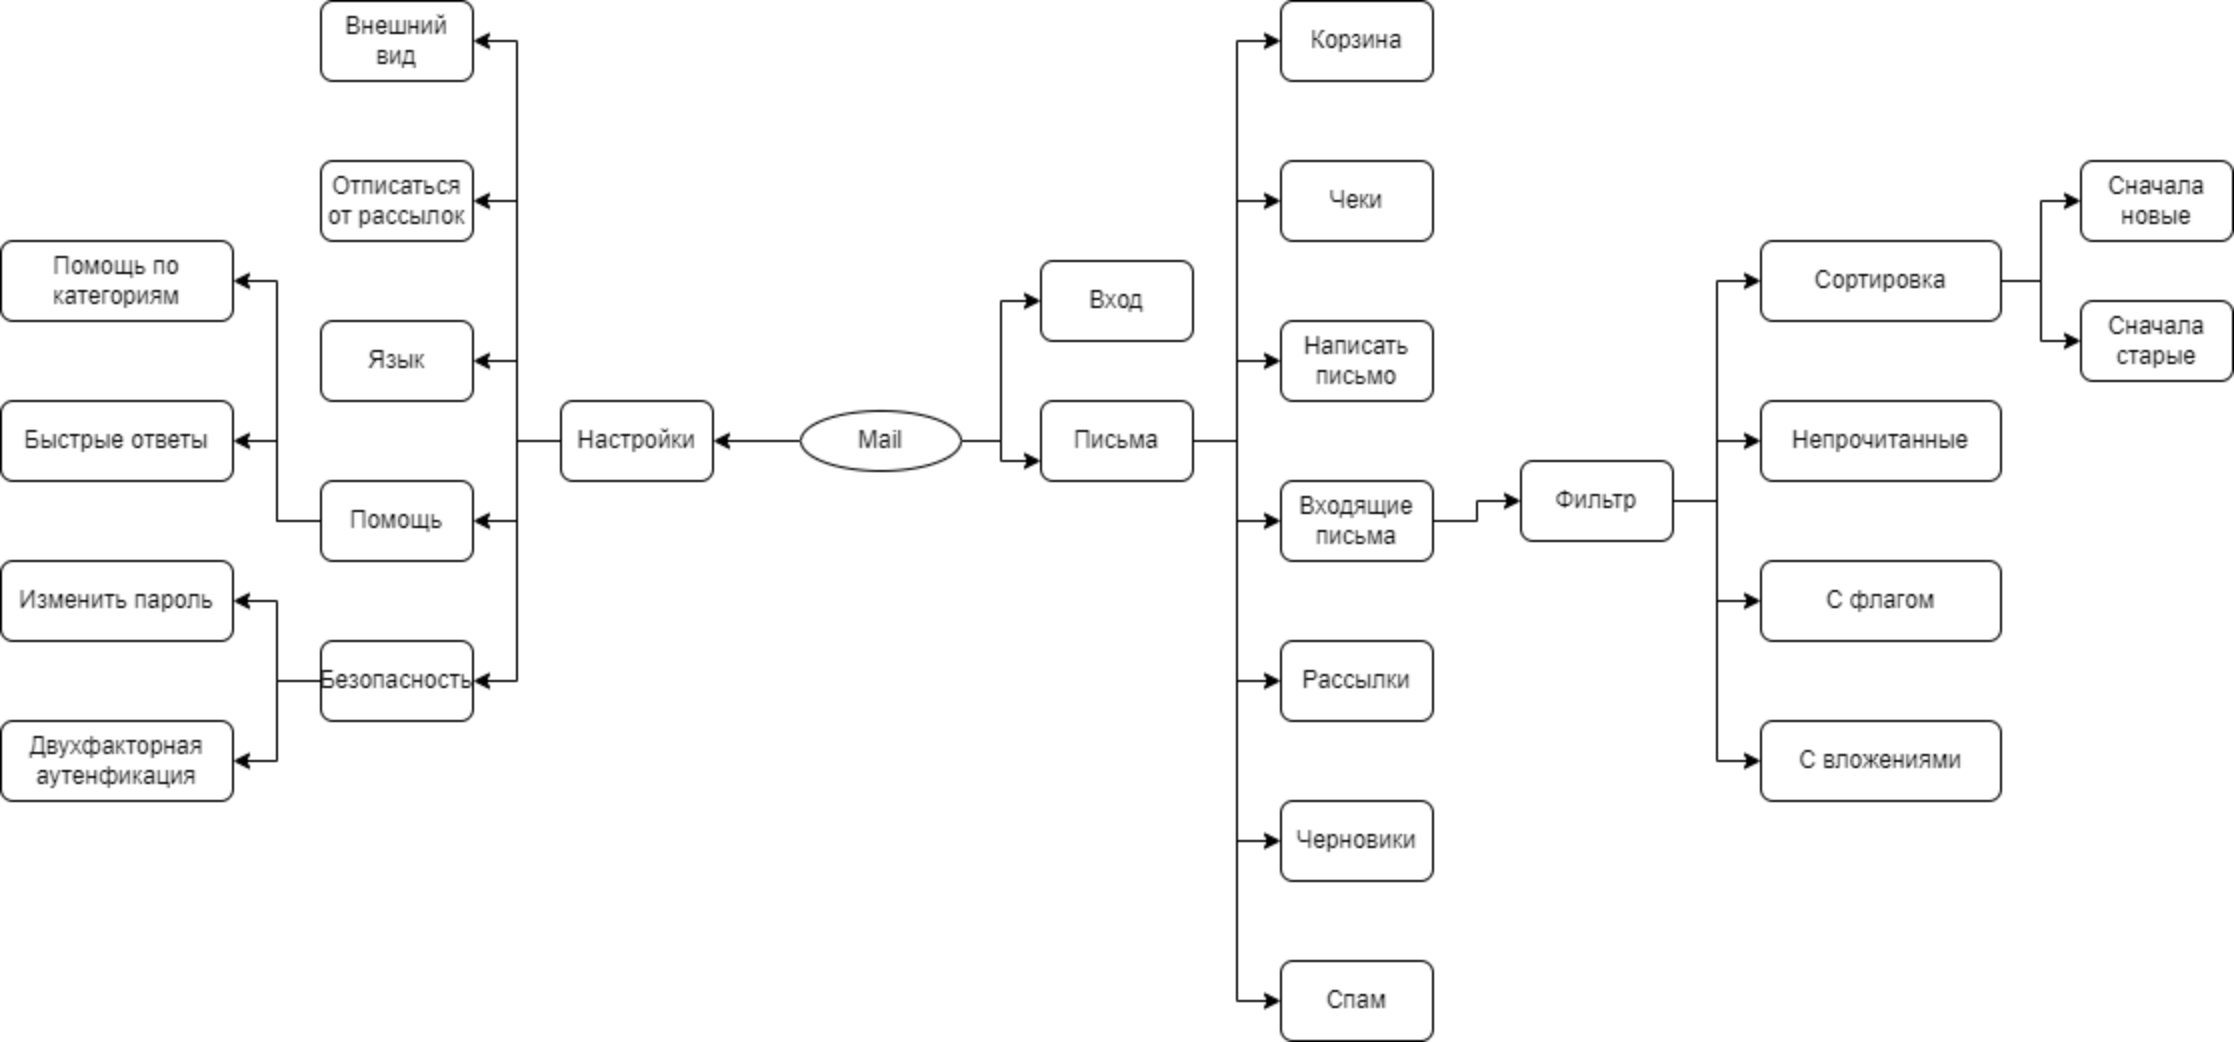 Внешний
вид
Отписаться
от рассылок
Помощь по
категориям
Язык
Быстрые ответы
Настройки
Помощь
Изменить пароль
Безопасность
Двухфакторная
аутенфикация
Mail
Вход
Письма
Корзина
Чеки
Написать
письмо
Входящие
письма
Рассылки
Черновики
Спам
Фильтр
Сортировка
Непрочитанные
С флагом
С вложениями
Сначала
новые
Сначала
старые